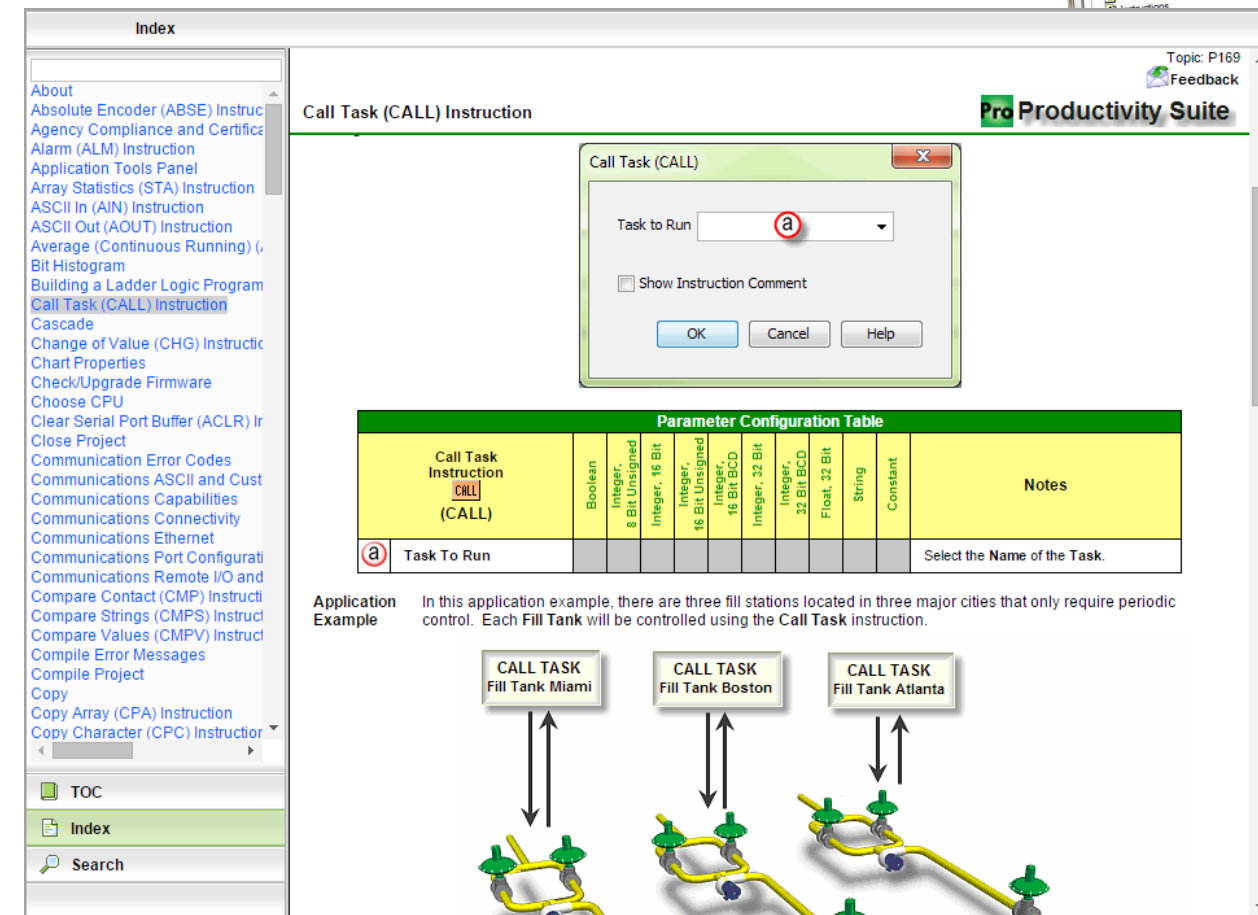 Instructions
Index
Topic: P169
Feedback
Call Task (CALL) Instruction
Pro Productivity Suite
About
Absolute Encoder (ABSE) Instruc
Agency Compliance and Certifica
Alarm (ALM) Instruction
Application Tools Panel
Array Statistics (STA) Instruction
ASCII In (AIN) Instruction
ASCII Out (AOUT) Instruction
Average (Continuous Running) (
Bit Histogram
Building a Ladder Logic Program
Call Task (CALL) Instruction
Cascade
Change of Value (CHG) Instructic
Chart Properties
Check/Upgrade Firmware
Choose CPU
Clear Serial Port Buffer (ACLR) Ir
Close Project
Communication Error Codes
Communications ASCII and Cust
Communications Capabilities
Communications Connectivity
Communications Ethernet
Communications Port Configurati
Communications Remote I/O and
Compare Contact (CMP) Instructi
Compare Strings (CMPS) Instruct
Compare Values (CMPV) Instruct
Compile Error Messages
Compile Project
Copy
Copy Array (CPA) Instruction
Copy Character (CPC) Instruction
TOC
Index
Search
Call Task (CALL)
Task to Run a
Show Instruction Comment
OK Cancel Help
Parameter Configuration Table
Call Task
Instruction
CALL
(CALL)
Boolean
Integer,
8 Bit Unsigned
Integer, 16 Bit
Integer,
16 Bit Unsigned
Integer,
16 Bit BCD
Integer, 32 Bit
Integer,
32 Bit BCD
Float, 32 Bit
String
Constant
Notes
a Task To Run Select the Name of the Task.
Application Example
In this application example, there are three fill stations located in three major cities that only require periodic
control. Each Fill Tank will be controlled using the Call Task instruction.
CALL TASK
Fill Tank Miami
CALL TASK
Fill Tank Boston
CALL TASK
Fill Tank Atlanta